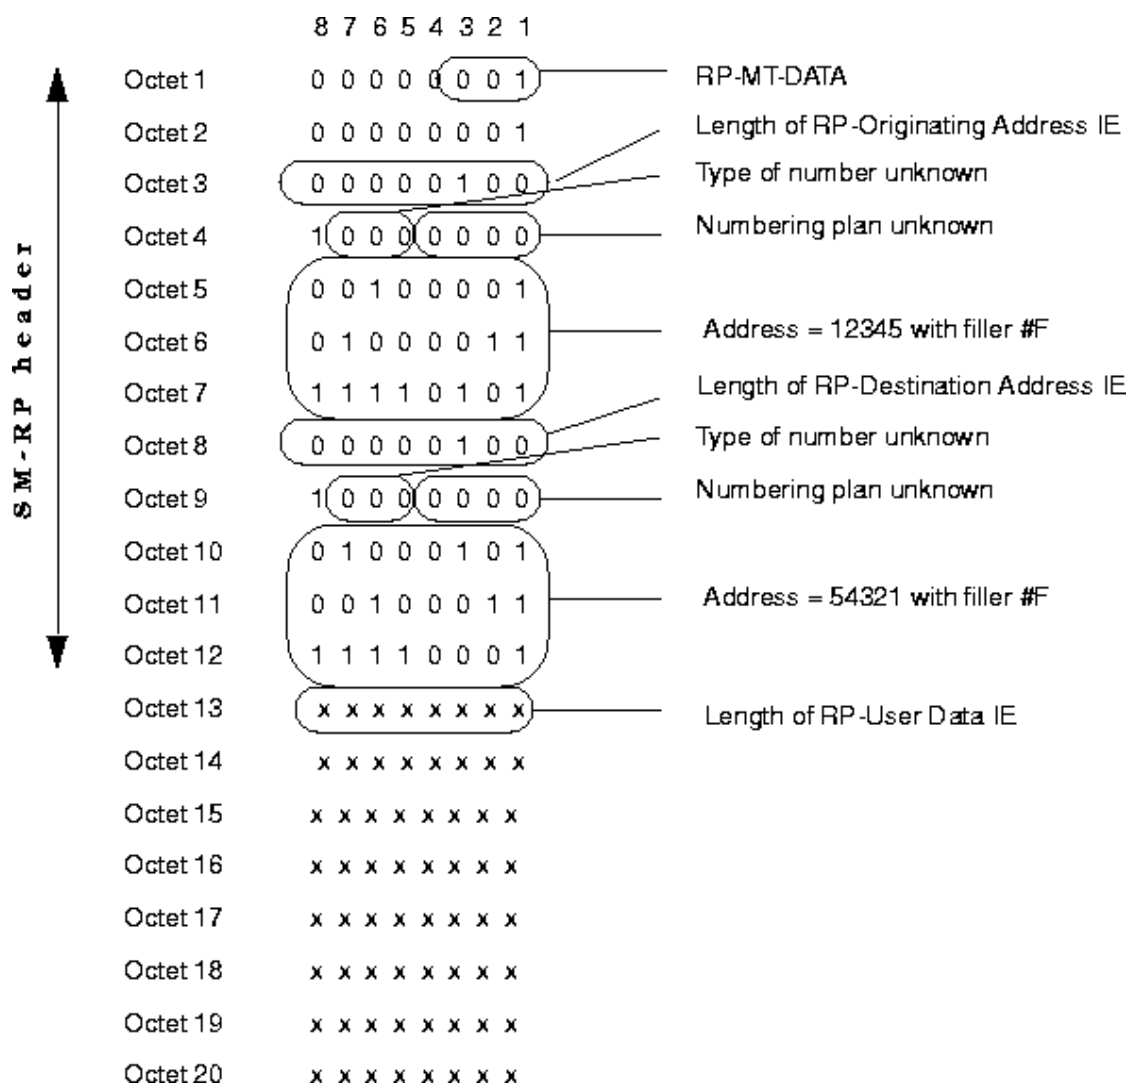 8 7 6 5 4 3 2 1
Octet 1 0 0 0 0 0 0 0 1 RP-MT-DATA
Octet 2 0 0 0 0 0 0 0 1 Length of RP-Originating Address IE
Octet 3 0 0 0 0 0 1 0 0 Type of number unknown
Octet 4 1 0 0 0 0 0 0 0 Numbering plan unknown
Octet 5 0 0 1 0 0 0 0 1
Octet 6 0 1 0 0 0 0 1 1 Address = 12345 with filler #F
Octet 7 1 1 1 1 0 1 0 1 Length of RP-Destination Address IE
Octet 8 0 0 0 0 0 1 0 0 Type of number unknown
Octet 9 1 0 0 0 0 0 0 0 Numbering plan unknown
Octet 10 0 1 0 0 0 1 0 1
Octet 11 0 0 1 0 0 0 1 1 Address = 54321 with filler #F
Octet 12 1 1 1 1 0 0 0 1
Octet 13 x x x x x x x x Length of RP-User Data IE
Octet 14 x x x x x x x x
Octet 15 x x x x x x x x
Octet 16 x x x x x x x x
Octet 17 x x x x x x x x
Octet 18 x x x x x x x x
Octet 19 x x x x x x x x
Octet 20 x x x x x x x x
SM-RP header